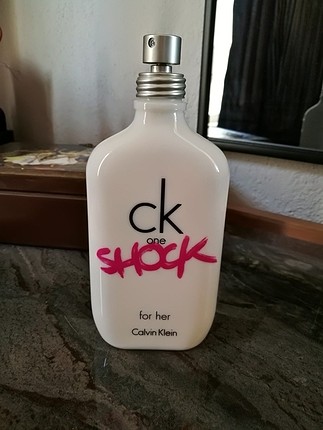 ck
one
SHOCK
for her
Calvin Klein